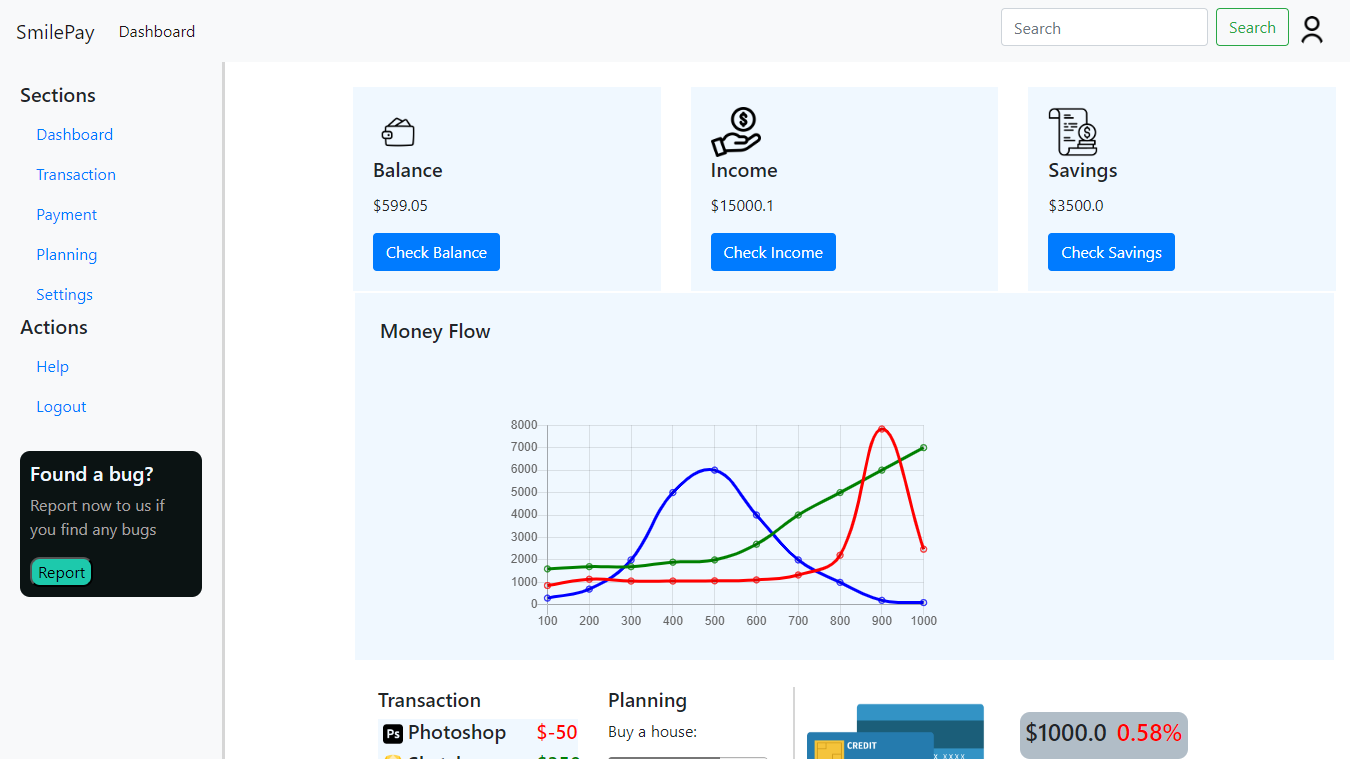 SmilePay Dashboard Search Search
Sections
Dashboard
Transaction
Payment
Planning
Settings
Actions
Help
Logout
Found a bug?
Report now to us if
you find any bugs
Report
Balance
$599.05
Check Balance
Income
$15000.1
Check Income
Savings
$3500.0
Check Savings
Money Flow
8000
7000
6000
5000
4000
3000
2000
1000
0
100 200 300 400 500 600 700 800 900 1000
Transaction
Ps Photoshop $-50
Planning
Buy a house:
CREDIT
X XXXX
$1000.0 0.58%